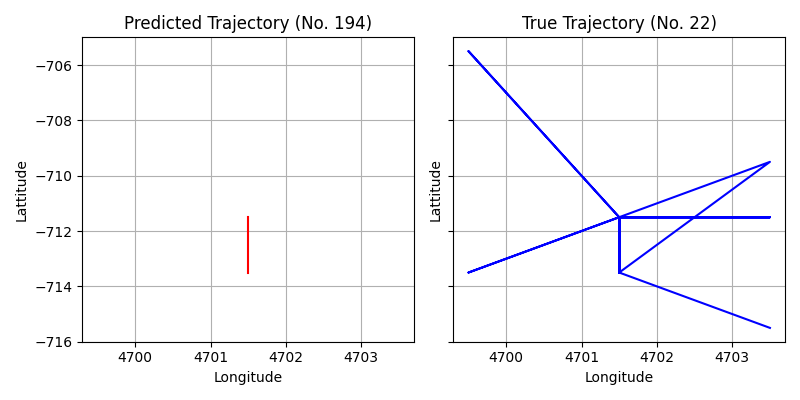 Predicted Trajectory (No. 194)
True Trajectory (No. 22)
Lattitude
−706
−708
−710
−712
−714
−716
4700
4701
4702
4703
Longitude
Lattitude
4700
4701
4702
4703
Longitude